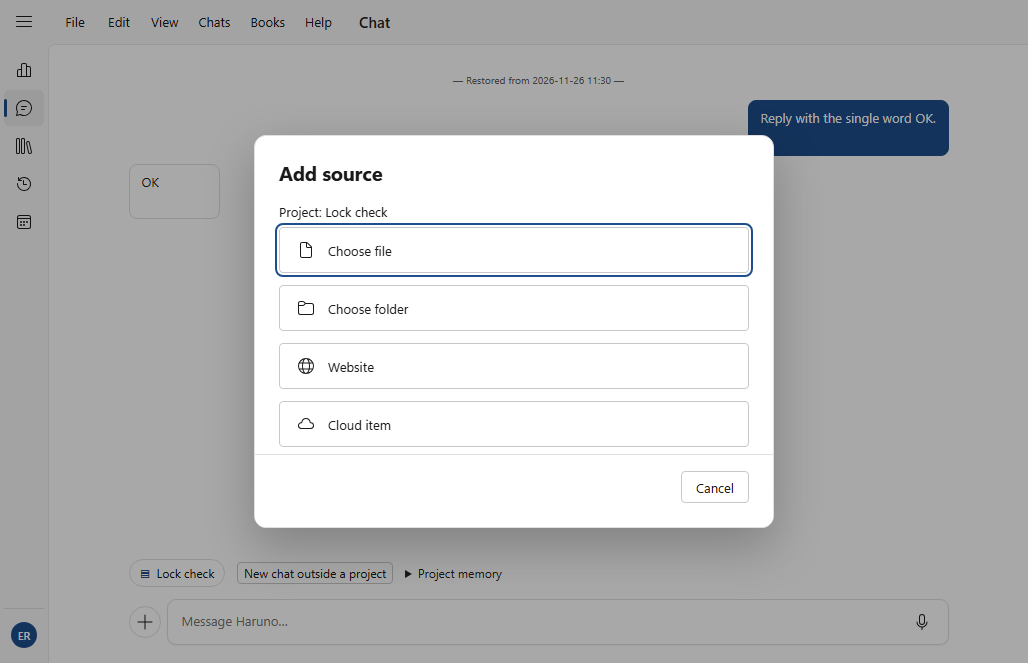 File Edit View Chats Books Help Chat
— Restored from 2026-11-26 11:30 —
Reply with the single word OK.
OK
Add source
Project: Lock check
Choose file
Choose folder
Website
Cloud item
Cancel
Lock check New chat outside a project Project memory
Message Haruno...
ER